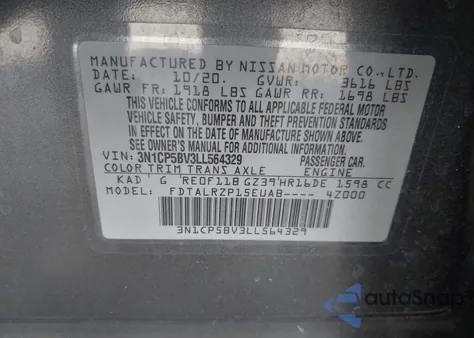 MANUFACTURED BY NISSAN MOTOR CO., LTD.
DATE: 10/20. GVWR: 3616 LBS
GAWR FR: 1918 LBS GAWR RR: 1698 LBS
THIS VEHICLE CONFORMS TO ALL APPLICABLE FEDERAL MOTOR
VEHICLE SAFETY, BUMPER AND THEFT PREVENTION STANDARDS
IN EFFECT ON THE DATE OF MANUFACTURE SHOWN ABOVE.
SEE OWNER'S MANUAL FOR ADDITIONAL INFORMATION
VIN: 3N1CP5BV3LL564329 PASSENGER CAR.
COLOR TRIM TRANS AXLE ENGINE
KAD G RE0F11B GZ39 HR16DE 1598 CC
MODEL: FDTALRZP15EUAB---- 4Z000
3N1CP5BV3LL564329
autoSnap